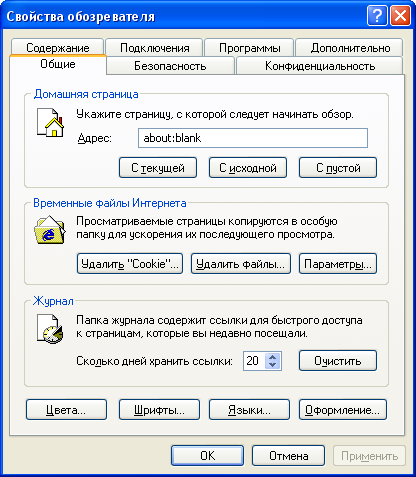 Свойства обозревателя
Содержание Подключения Программы Дополнительно
Общие Безопасность Конфиденциальность
Домашняя страница
Укажите страницу, с которой следует начинать обзор.
Адрес: about:blank
С текущей С исходной С пустой
Временные файлы Интернета
Просматриваемые страницы копируются в особую
папку для ускорения их последующего просмотра.
Удалить "Cookie"... Удалить файлы... Параметры...
Журнал
Папка журнала содержит ссылки для быстрого доступа
к страницам, которые вы недавно посещали.
Сколько дней хранить ссылки: 20 Очистить
Цвета... Шрифты... Языки... Оформление...
OK Отмена Применить